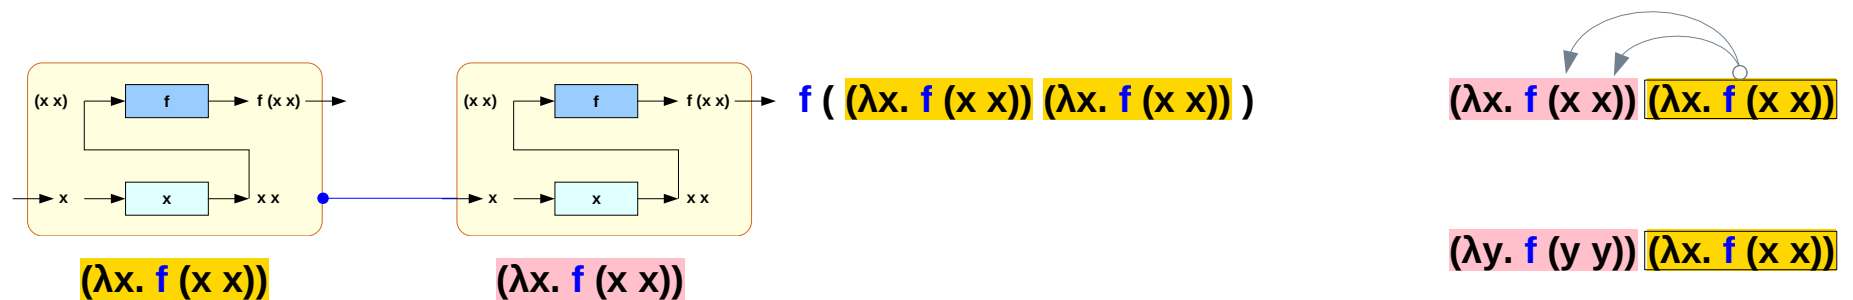 (x x) f f (x x)
x x x x
(λx. f (x x))
(x x) f f (x x)
x x x x
(λx. f (x x))
f ( (λx. f (x x)) (λx. f (x x)) )
(λx. f (x x)) (λx. f (x x))
(λy. f (y y)) (λx. f (x x))